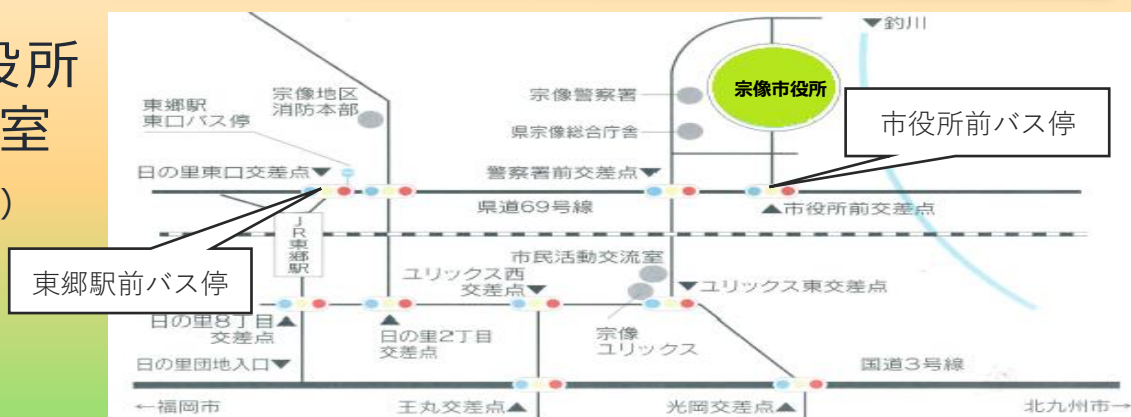 役所
室
)
▼釣川
宗像地区
消防本部
東郷駅
東口バス停
宗像警察署
県宗像総合庁舎
宗像市役所
市役所前バス停
日の里東口交差点▼
警察署前交差点▼
県道69号線
▲市役所前交差点
JR東郷駅
東郷駅前バス停
市民活動交流室
ユリックス西
交差点▼
▼ユリックス東交差点
日の里8丁目▲
交差点
▲
日の里2丁目
交差点
宗像
ユリックス
日の里団地入口▼
国道3号線
←福岡市
王丸交差点▲
光岡交差点▲
北九州市→